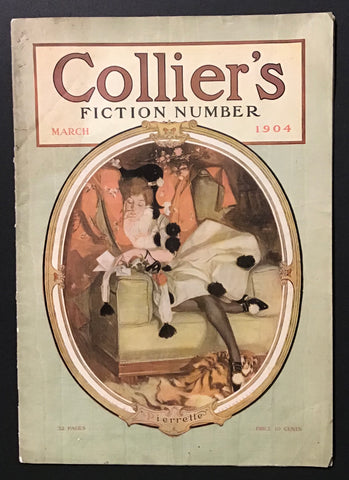 Collier's
FICTION NUMBER
MARCH 1904
Pierrette
32 PAGES PRICE 10 CENTS